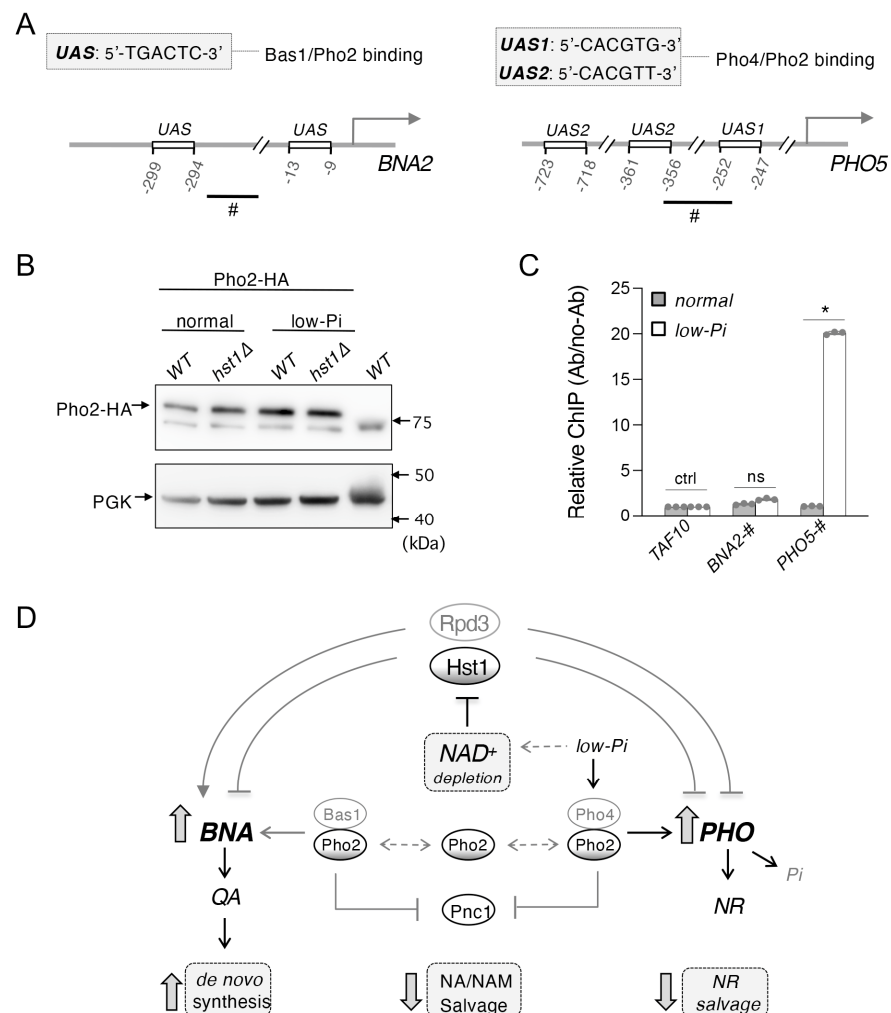 A
UAS: 5’-TGACTC-3’
Bas1/Pho2 binding
UAS1: 5’-CACGTG-3’
UAS2: 5’-CACGTT-3’
Pho4/Pho2 binding
UAS
UAS
-299
-294
-13
-9
BNA2
#
UAS2
UAS2
UAS1
-723
-718
-361
-356
-252
-247
PHO5
#
B
Pho2-HA
normal
low-Pi
WT
hst1Δ
WT
hst1Δ
WT
Pho2-HA
75
PGK
50
40
(kDa)
C
Relative ChIP (Ab/no-Ab)
25
20
15
10
5
0
normal
low-Pi
ctrl
ns
*
TAF10
BNA2-#
PHO5-#
D
Rpd3
Hst1
NAD+
depletion
low-Pi
BNA
Bas1
Pho2
Pho2
Pho4
Pho2
PHO
Pi
QA
Pnc1
NR
de novo
synthesis
NA/NAM
Salvage
NR
salvage